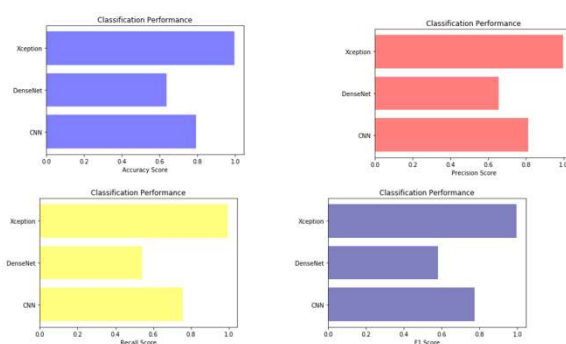 Classification Performance
Xception
DenseNet
CNN
0.0 0.2 0.4 0.6 0.8 1.0
Accuracy Score
Classification Performance
Xception
DenseNet
CNN
0.0 0.2 0.4 0.6 0.8 1.0
Precision Score
Classification Performance
Xception
DenseNet
CNN
0.0 0.2 0.4 0.6 0.8 1.0
Recall Score
Classification Performance
Xception
DenseNet
CNN
0.0 0.2 0.4 0.6 0.8 1.0
F1 Score